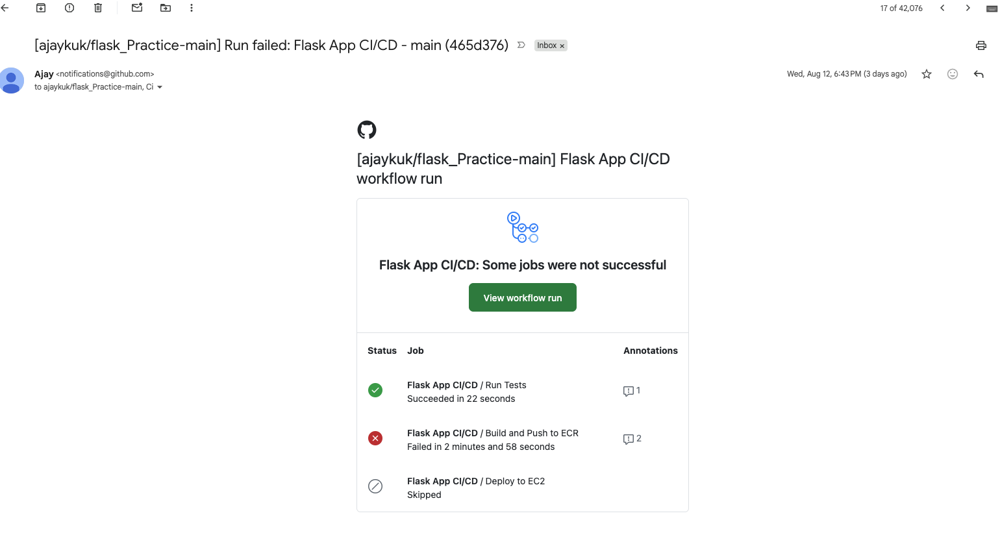 17 of 42,076
[ajaykuk/flask_Practice-main] Run failed: Flask App CI/CD - main (465d376)
Inbox x
Ajay <notifications@github.com>
Wed, Aug 12, 6:43 PM (3 days ago)
to ajaykuk/flask_Practice-main, Ci
[ajaykuk/flask_Practice-main] Flask App CI/CD
workflow run
Flask App CI/CD: Some jobs were not successful
View workflow run
Status Job Annotations
Flask App CI/CD / Run Tests
Succeeded in 22 seconds
1
Flask App CI/CD / Build and Push to ECR
Failed in 2 minutes and 58 seconds
2
Flask App CI/CD / Deploy to EC2
Skipped